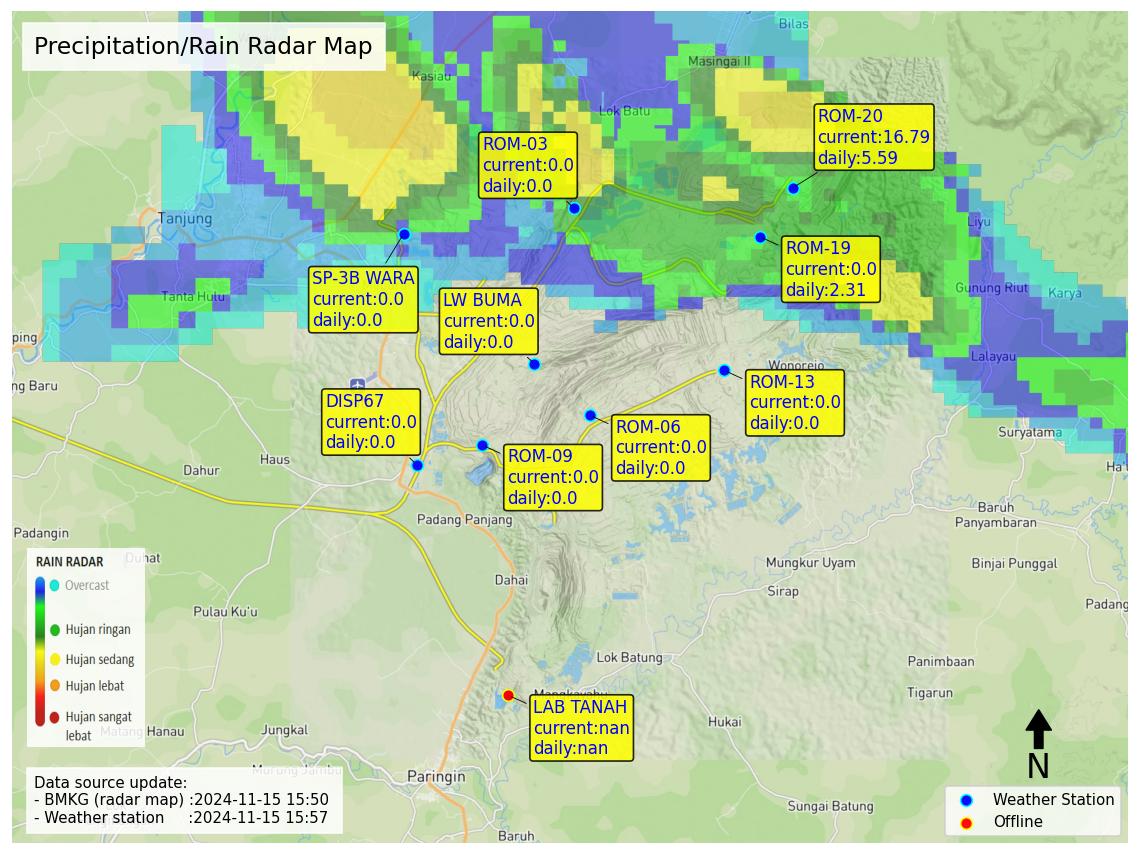 Precipitation/Rain Radar Map
Bilas
Masingai II
Kasiau
Lok Batu
ROM-20
current:16.79
daily:5.59
ROM-03
current:0.0
daily:0.0
Tanjung
Liyu
ROM-19
current:0.0
daily:2.31
SP-3B WARA
current:0.0
daily:0.0
Tanta Hulu
LW BUMA
current:0.0
daily:0.0
Gunung Riut
Karya
ping
Lalayau
Wonorejo
ng Baru
ROM-13
current:0.0
daily:0.0
DISP67
current:0.0
daily:0.0
ROM-06
current:0.0
daily:0.0
Suryatama
ROM-09
current:0.0
daily:0.0
Haus
Dahur
Baruh
Panyambaran
Padang Panjang
Padangin
Duhat
Mungkur Uyam
Binjai Punggal
Dahai
Sirap
Padang
Pulau Ku'u
RAIN RADAR
Overcast
Hujan ringan
Hujan sedang
Hujan lebat
Hujan sangat
lebat
Lok Batung
Panimbaan
Tigarun
LAB TANAH
current:nan
daily:nan
Hukai
Manau
Jungkal
Paringin
Sungai Batung
Baruh
N
Data source update:
- BMKG (radar map) :2024-11-15 15:50
- Weather station :2024-11-15 15:57
Weather Station
Offline